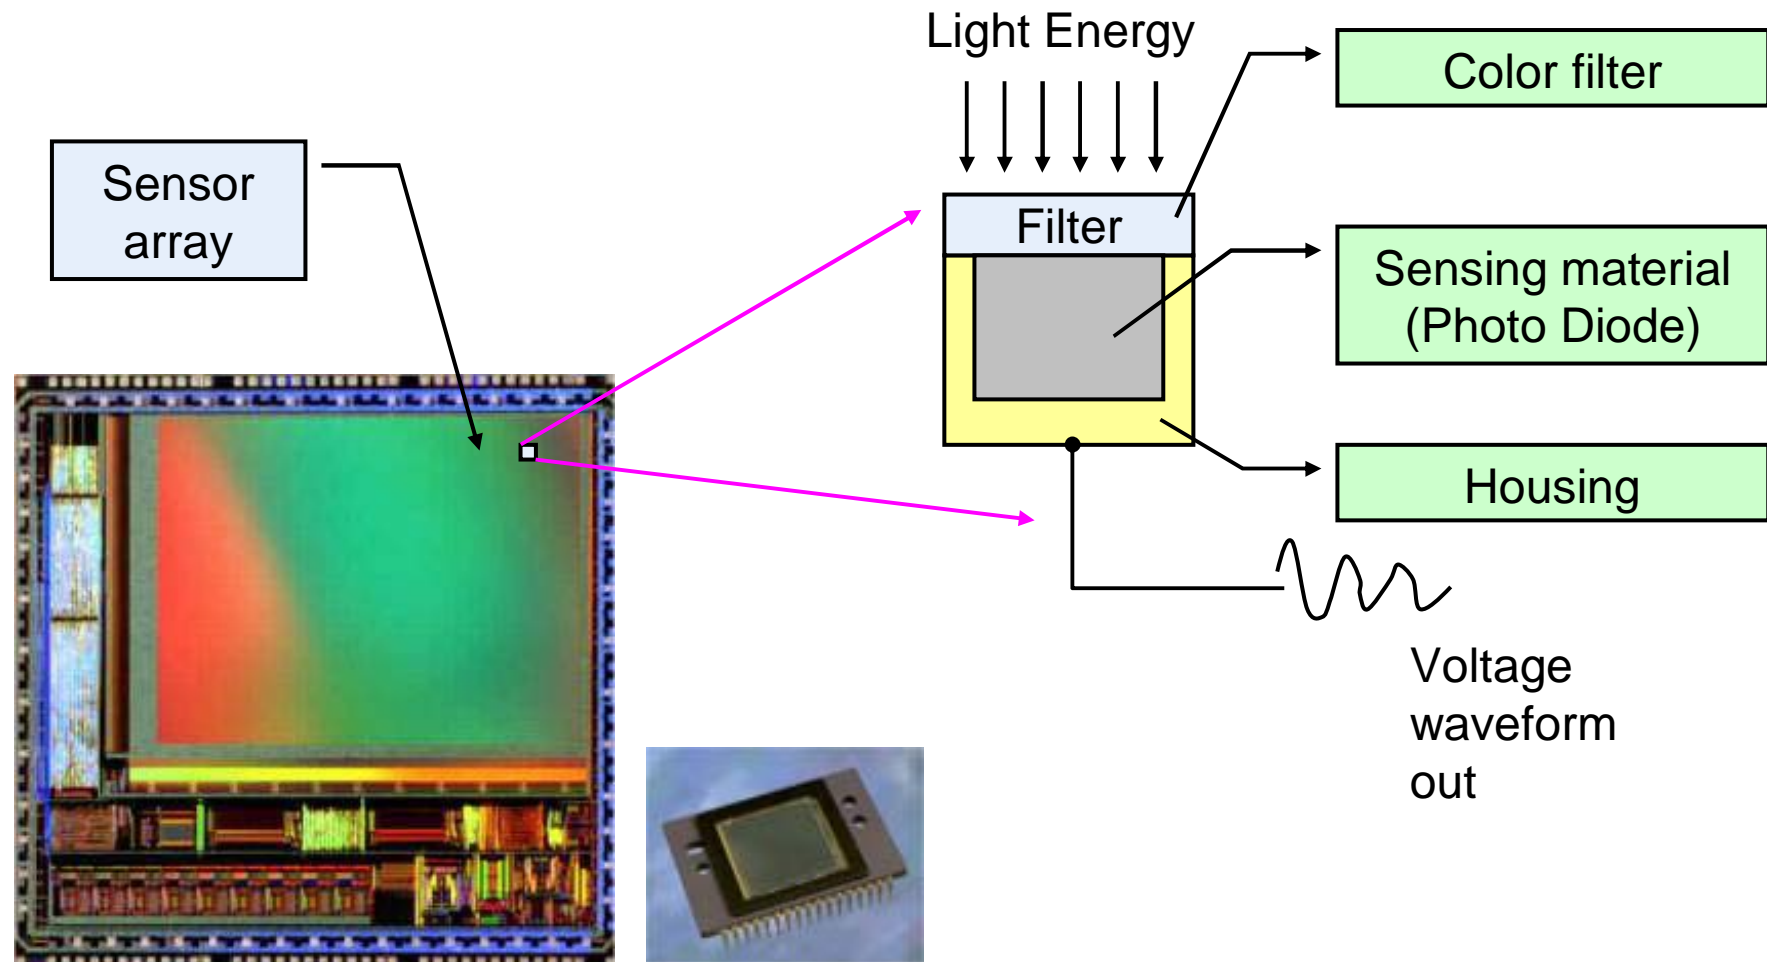 Light Energy
Color filter
Sensor
array
Filter
Sensing material
(Photo Diode)
Housing
Voltage
waveform
out